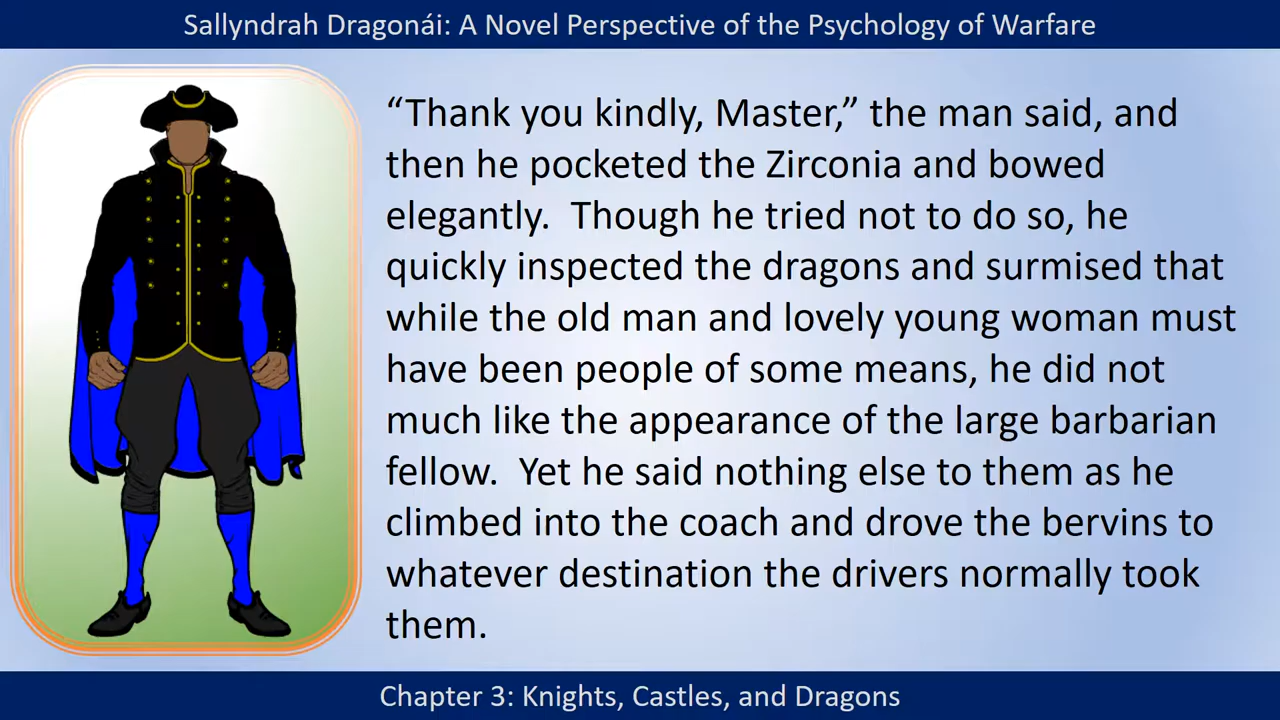 Sallyndrah Dragonái: A Novel Perspective of the Psychology of Warfare
“Thank you kindly, Master,” the man said, and
then he pocketed the Zirconia and bowed
elegantly.  Though he tried not to do so, he
quickly inspected the dragons and surmised that
while the old man and lovely young woman must
have been people of some means, he did not
much like the appearance of the large barbarian
fellow.  Yet he said nothing else to them as he
climbed into the coach and drove the bervins to
whatever destination the drivers normally took
them.
Chapter 3: Knights, Castles, and Dragons